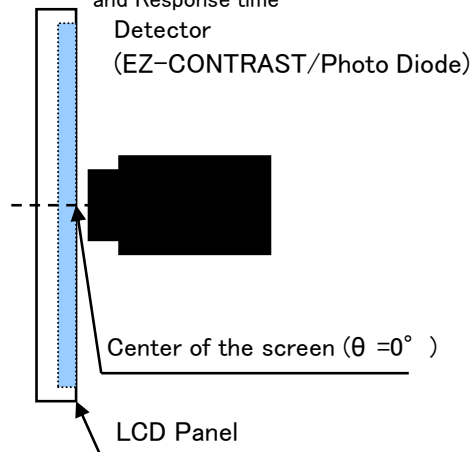 and Response time
Detector
(EZ-CONTRAST/Photo Diode)
Center of the screen (θ =0° )
LCD Panel